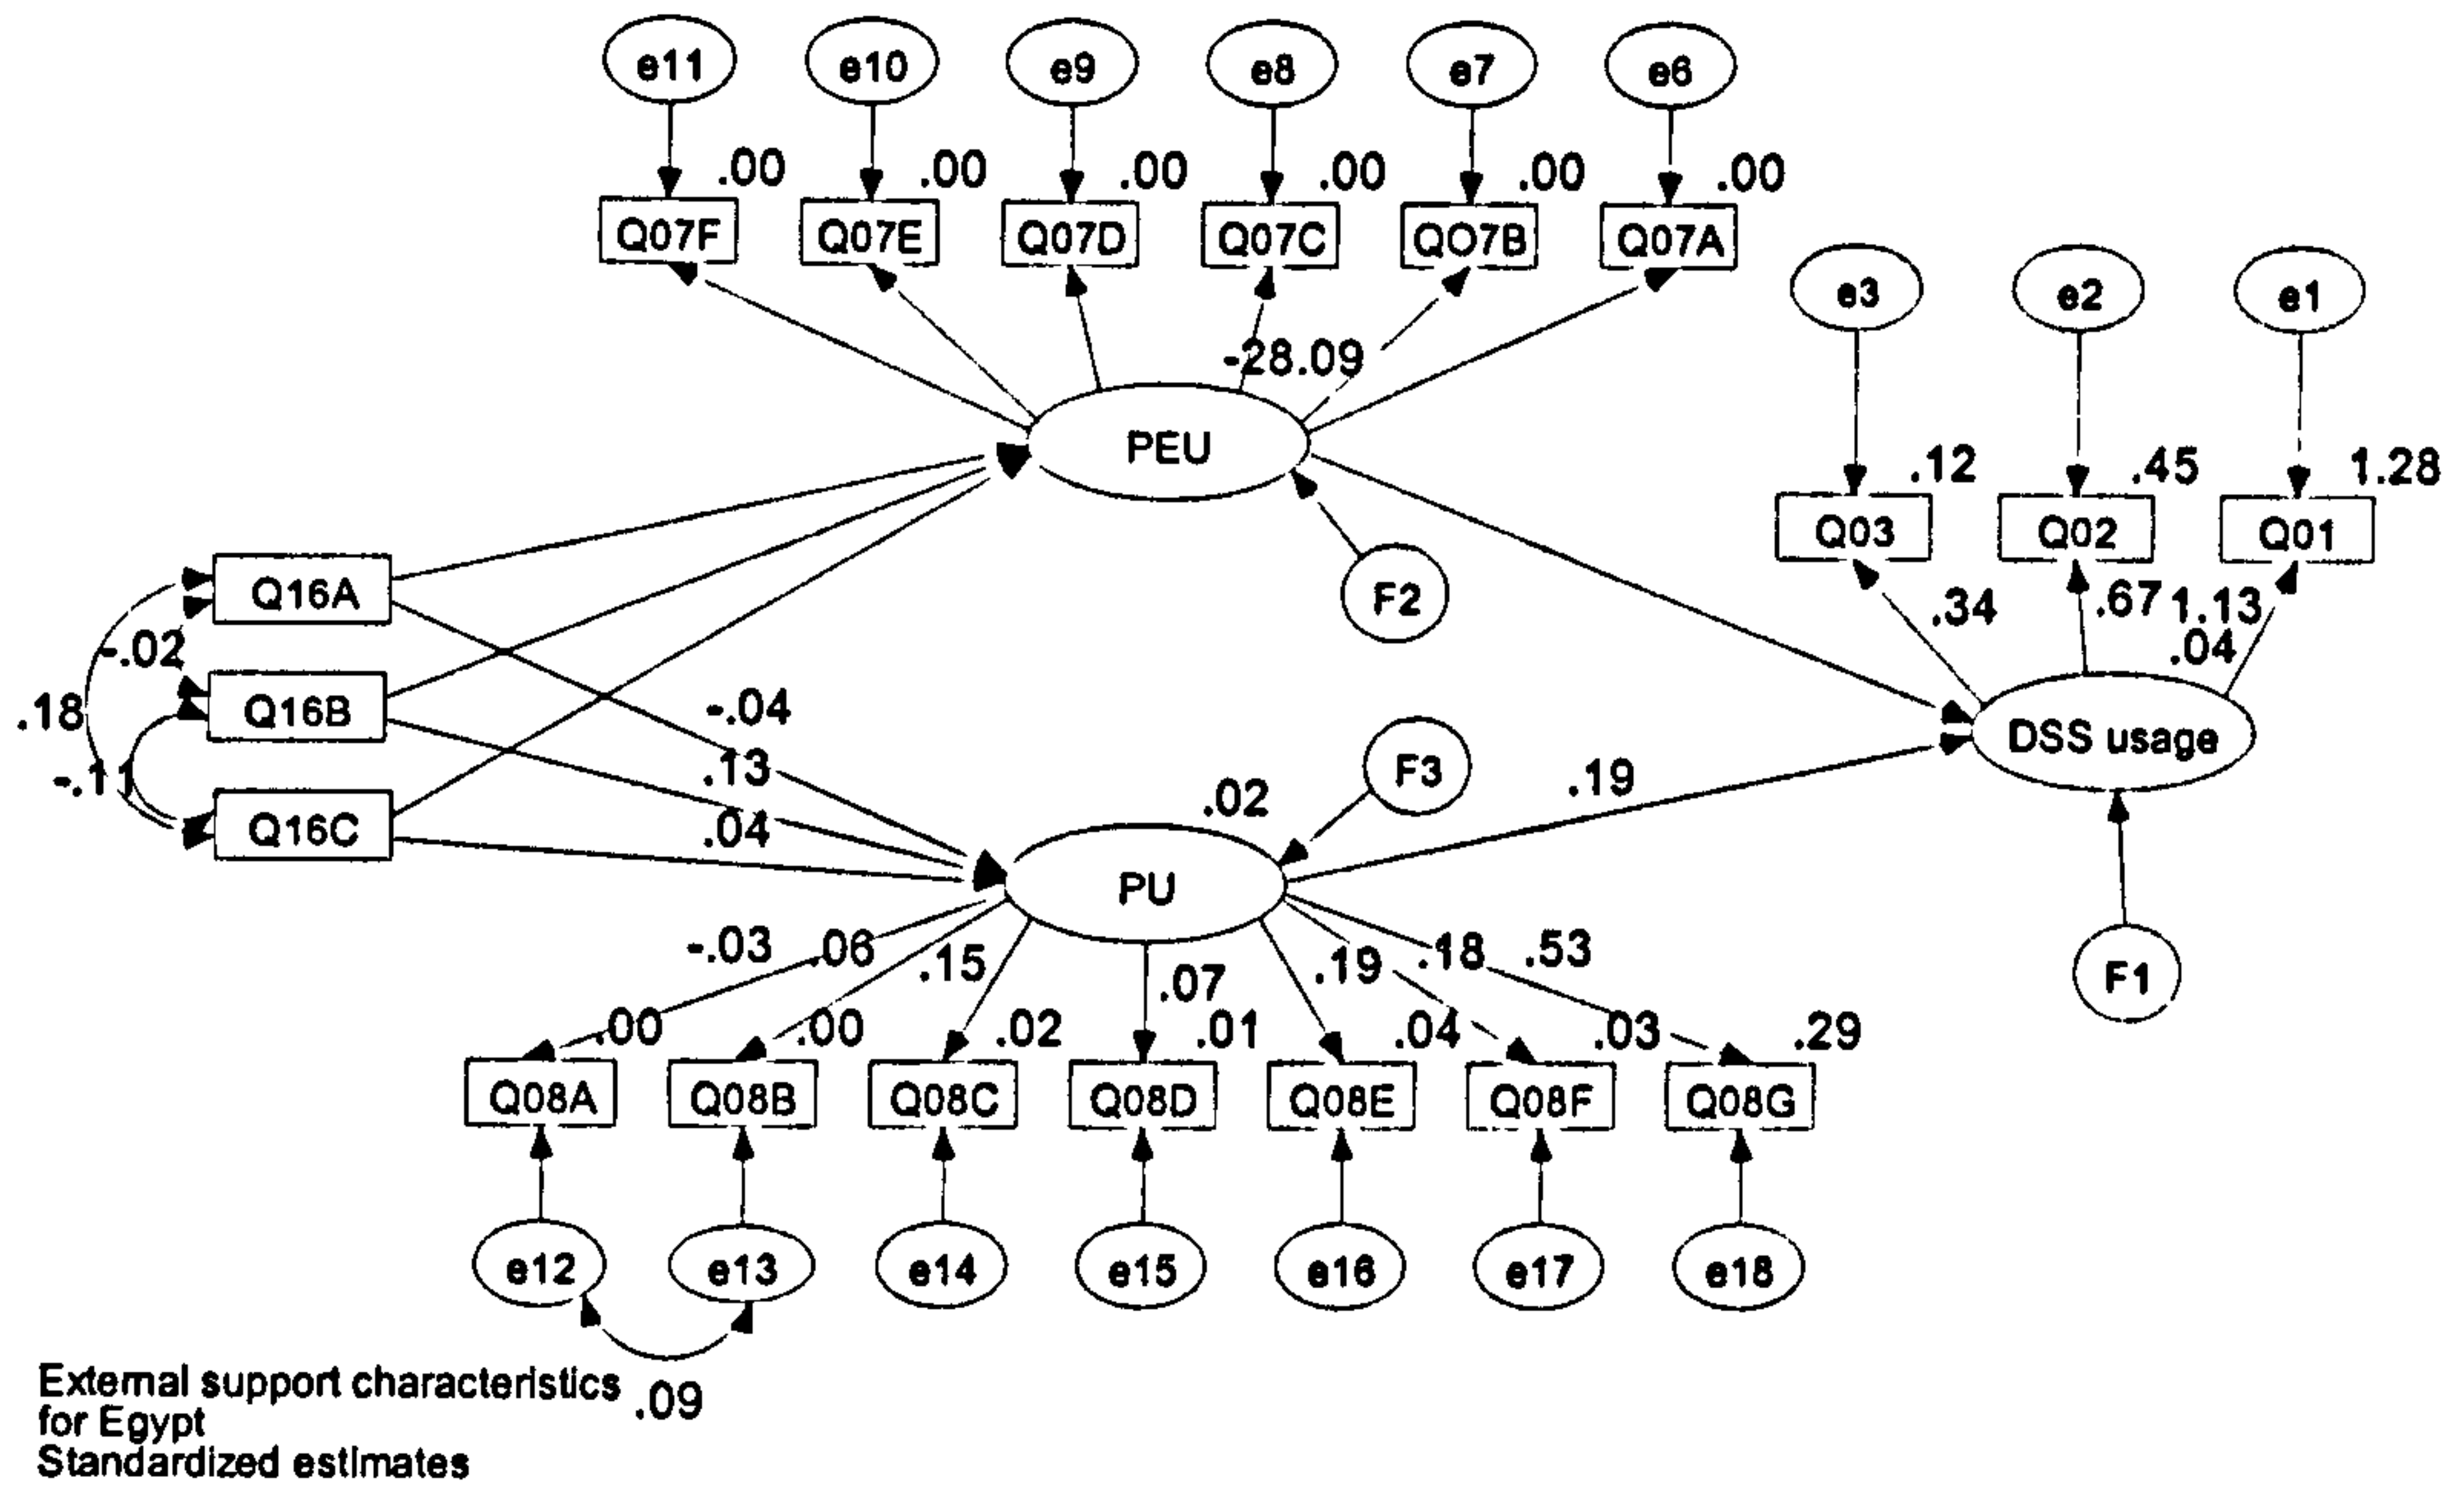 e11 e10 e9 e8 e7 e6
.00 .00 .00 .00 .00 .00
Q07F Q07E Q07D Q07C QO7B Q07A
e3 e2 e1
-28.09
PEU
.12 .45 1.28
Q03 Q02 Q01
F2
Q16A
.34 .67 1.13
-.02 .04
.18 Q16B -.04
DSS usage
-.11 .13 F3 .19
.02
Q16C .04
PU
-.03 .06 .15 .07 .19 .18 .53
F1
.00 .00 .02 .01 .04 .03 .29
Q08A Q08B Q08C Q08D Q08E Q08F Q08G
e12 e13 e14 e15 e16 e17 e18
External support characteristics .09
for Egypt
Standardized estimates